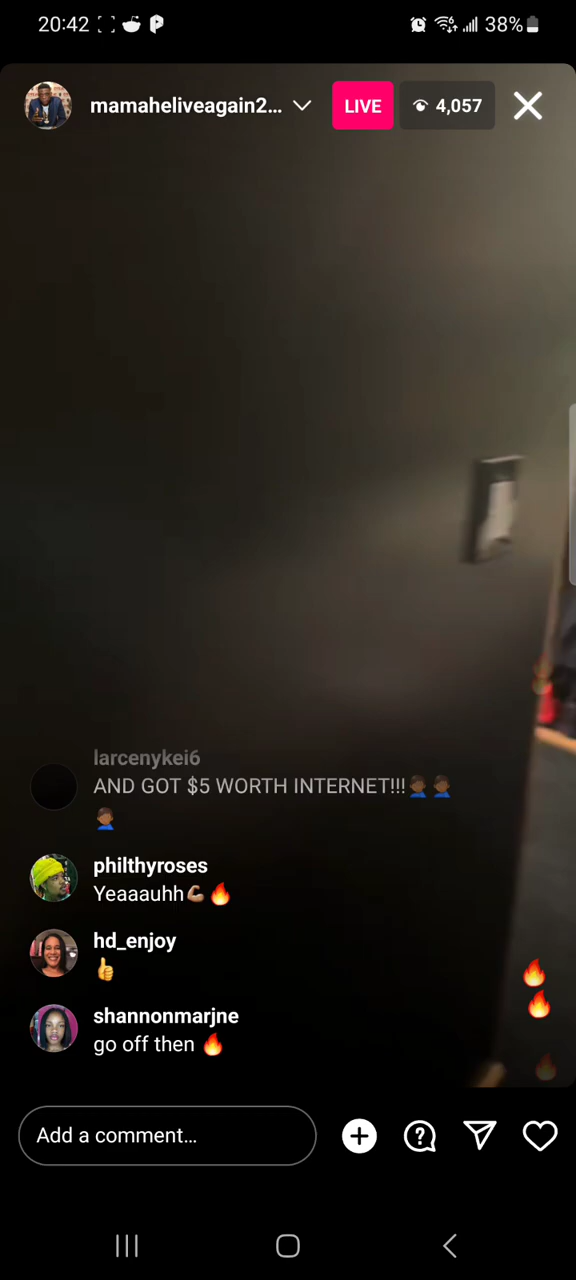 20:42 38%
mamaheliveagain2... LIVE 4,057
larcenykei6
AND GOT $5 WORTH INTERNET!!!🤦🏾‍♂️🤦🏾‍♂️
🤦🏾‍♂️
philthyroses
Yeaaauhh💪🏽🔥
hd_enjoy
👍
shannonmarjne
go off then 🔥
Add a comment...